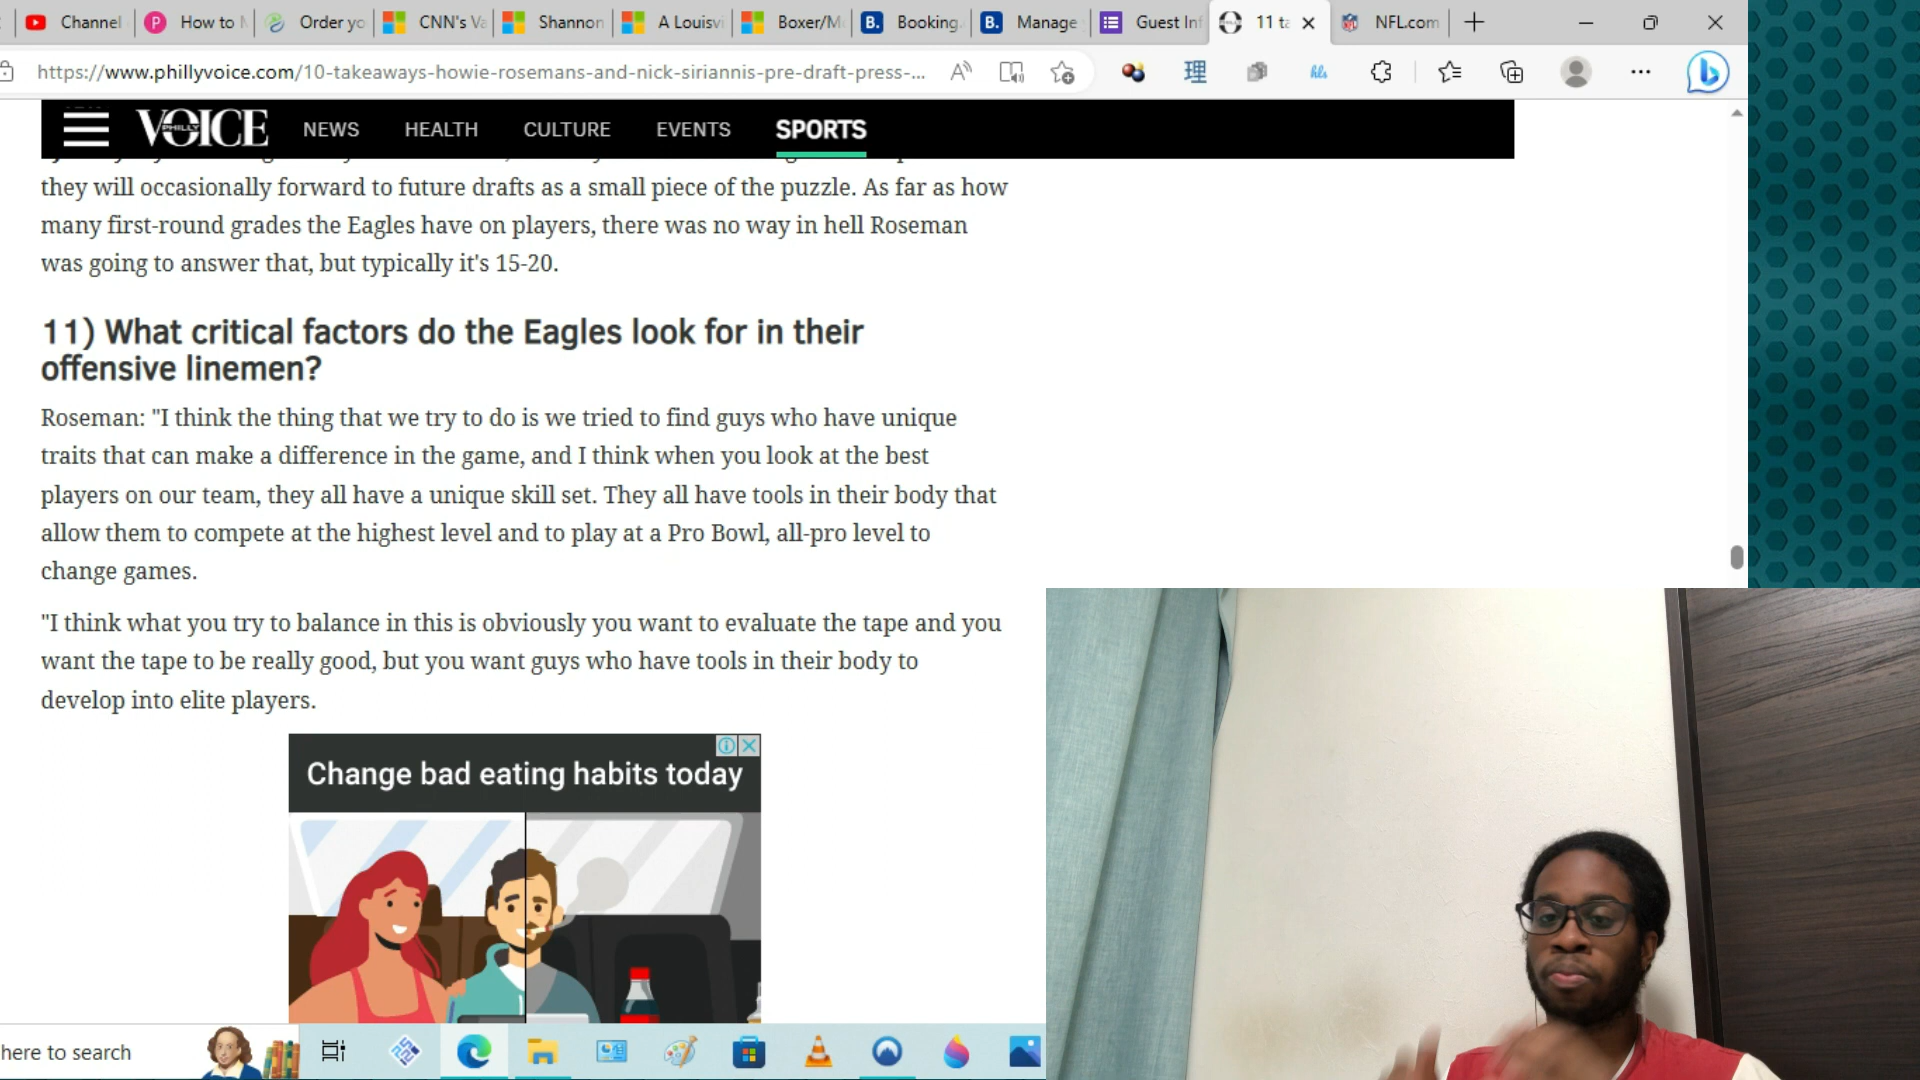 Channel
How to
Order yo
CNN's Va
Shannon
A Louisvi
Boxer/M
Booking.
Manage
Guest Inf
11 ta
NFL.com
https://www.phillyvoice.com/10-takeaways-howie-rosemans-and-nick-siriannis-pre-draft-press-...
理
hls
PHILLY VOICE NEWS HEALTH CULTURE EVENTS SPORTS
they will occasionally forward to future drafts as a small piece of the puzzle. As far as how
many first-round grades the Eagles have on players, there was no way in hell Roseman
was going to answer that, but typically it's 15-20.
11) What critical factors do the Eagles look for in their
offensive linemen?
Roseman: "I think the thing that we try to do is we tried to find guys who have unique
traits that can make a difference in the game, and I think when you look at the best
players on our team, they all have a unique skill set. They all have tools in their body that
allow them to compete at the highest level and to play at a Pro Bowl, all-pro level to
change games.
"I think what you try to balance in this is obviously you want to evaluate the tape and you
want the tape to be really good, but you want guys who have tools in their body to
develop into elite players.
Change bad eating habits today
here to search